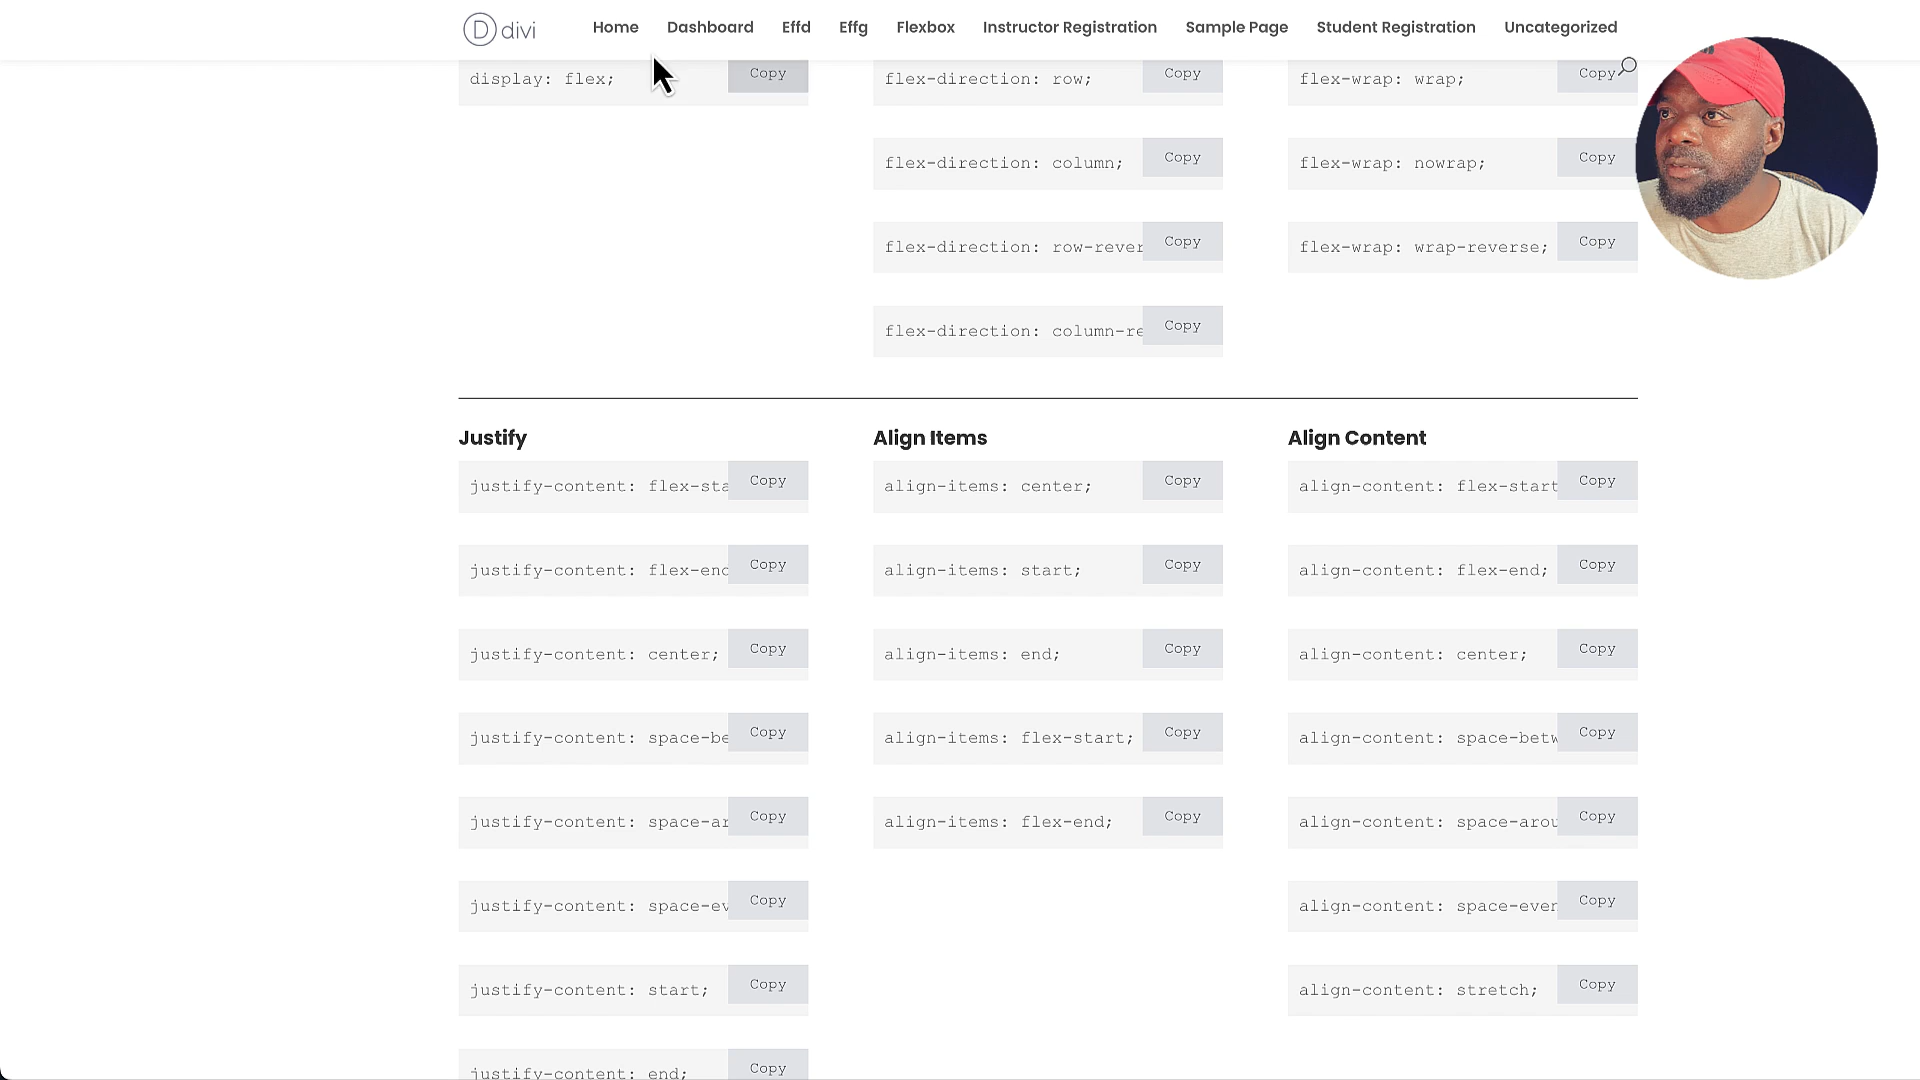 D divi Home Dashboard Effd Effg Flexbox Instructor Registration Sample Page Student Registration Uncategorized
display: flex; Copy
flex-direction: row; Copy
flex-wrap: wrap; Copy
flex-direction: column; Copy
flex-wrap: nowrap; Copy
flex-direction: row-rever Copy
flex-wrap: wrap-reverse; Copy
flex-direction: column-re Copy
Justify
justify-content: flex-sta Copy
justify-content: flex-end Copy
justify-content: center; Copy
justify-content: space-be Copy
justify-content: space-ar Copy
justify-content: space-ev Copy
justify-content: start; Copy
justify-content: end; Copy
Align Items
align-items: center; Copy
align-items: start; Copy
align-items: end; Copy
align-items: flex-start; Copy
align-items: flex-end; Copy
Align Content
align-content: flex-start Copy
align-content: flex-end; Copy
align-content: center; Copy
align-content: space-betw Copy
align-content: space-arou Copy
align-content: space-even Copy
align-content: stretch; Copy